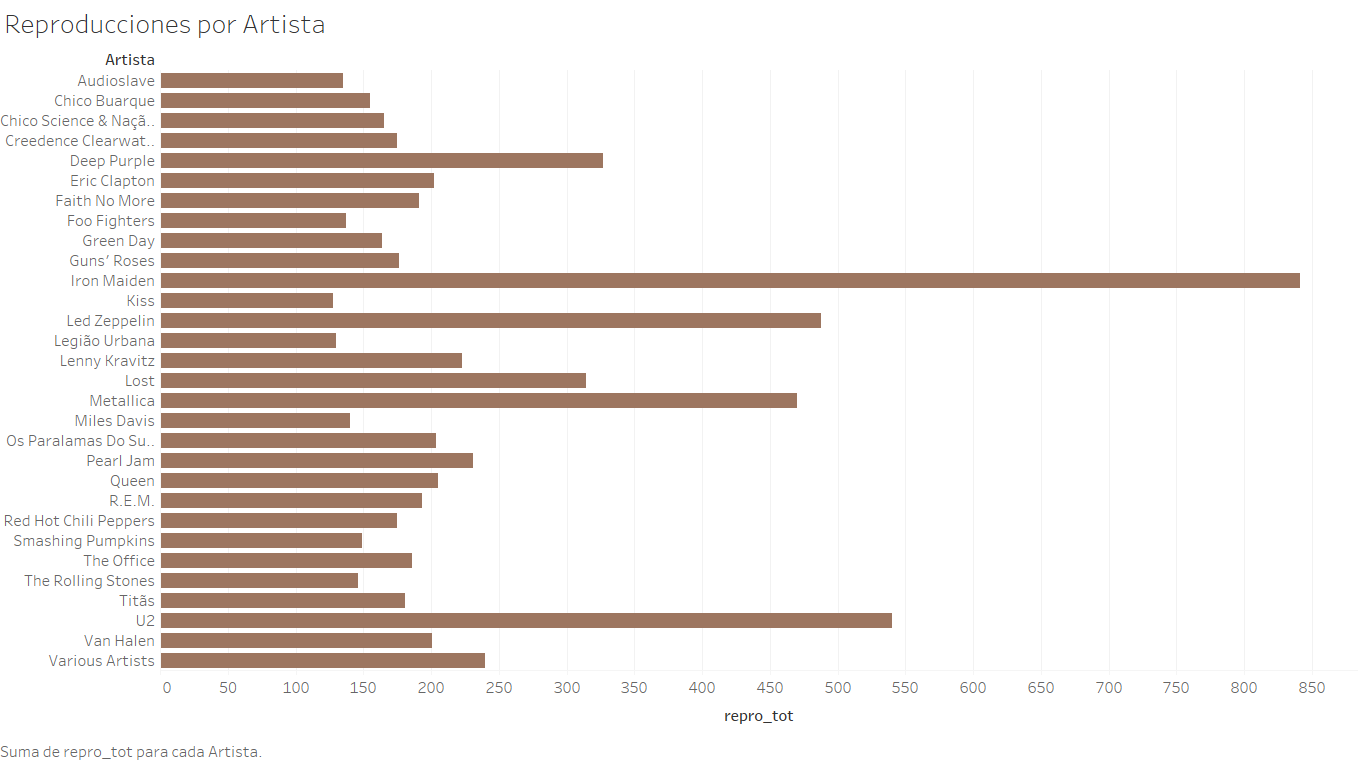 Reproducciones por Artista
Artista
Audioslave
Chico Buarque
Chico Science & Naçã..
Creedence Clearwat..
Deep Purple
Eric Clapton
Faith No More
Foo Fighters
Green Day
Guns' Roses
Iron Maiden
Kiss
Led Zeppelin
Legião Urbana
Lenny Kravitz
Lost
Metallica
Miles Davis
Os Paralamas Do Su..
Pearl Jam
Queen
R.E.M.
Red Hot Chili Peppers
Smashing Pumpkins
The Office
The Rolling Stones
Titãs
U2
Van Halen
Various Artists
0 50 100 150 200 250 300 350 400 450 500 550 600 650 700 750 800 850
repro_tot
Suma de repro_tot para cada Artista.